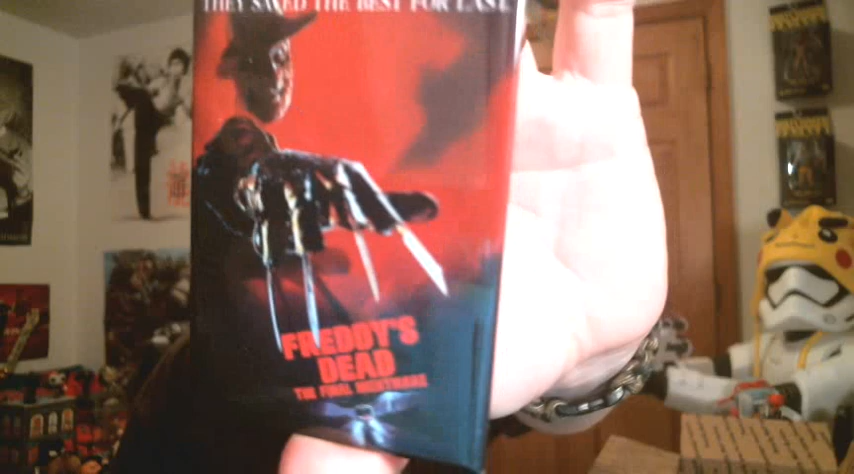 THEY SAVED THE BEST FOR LAST.
FREDDY'S
DEAD
THE FINAL NIGHTMARE